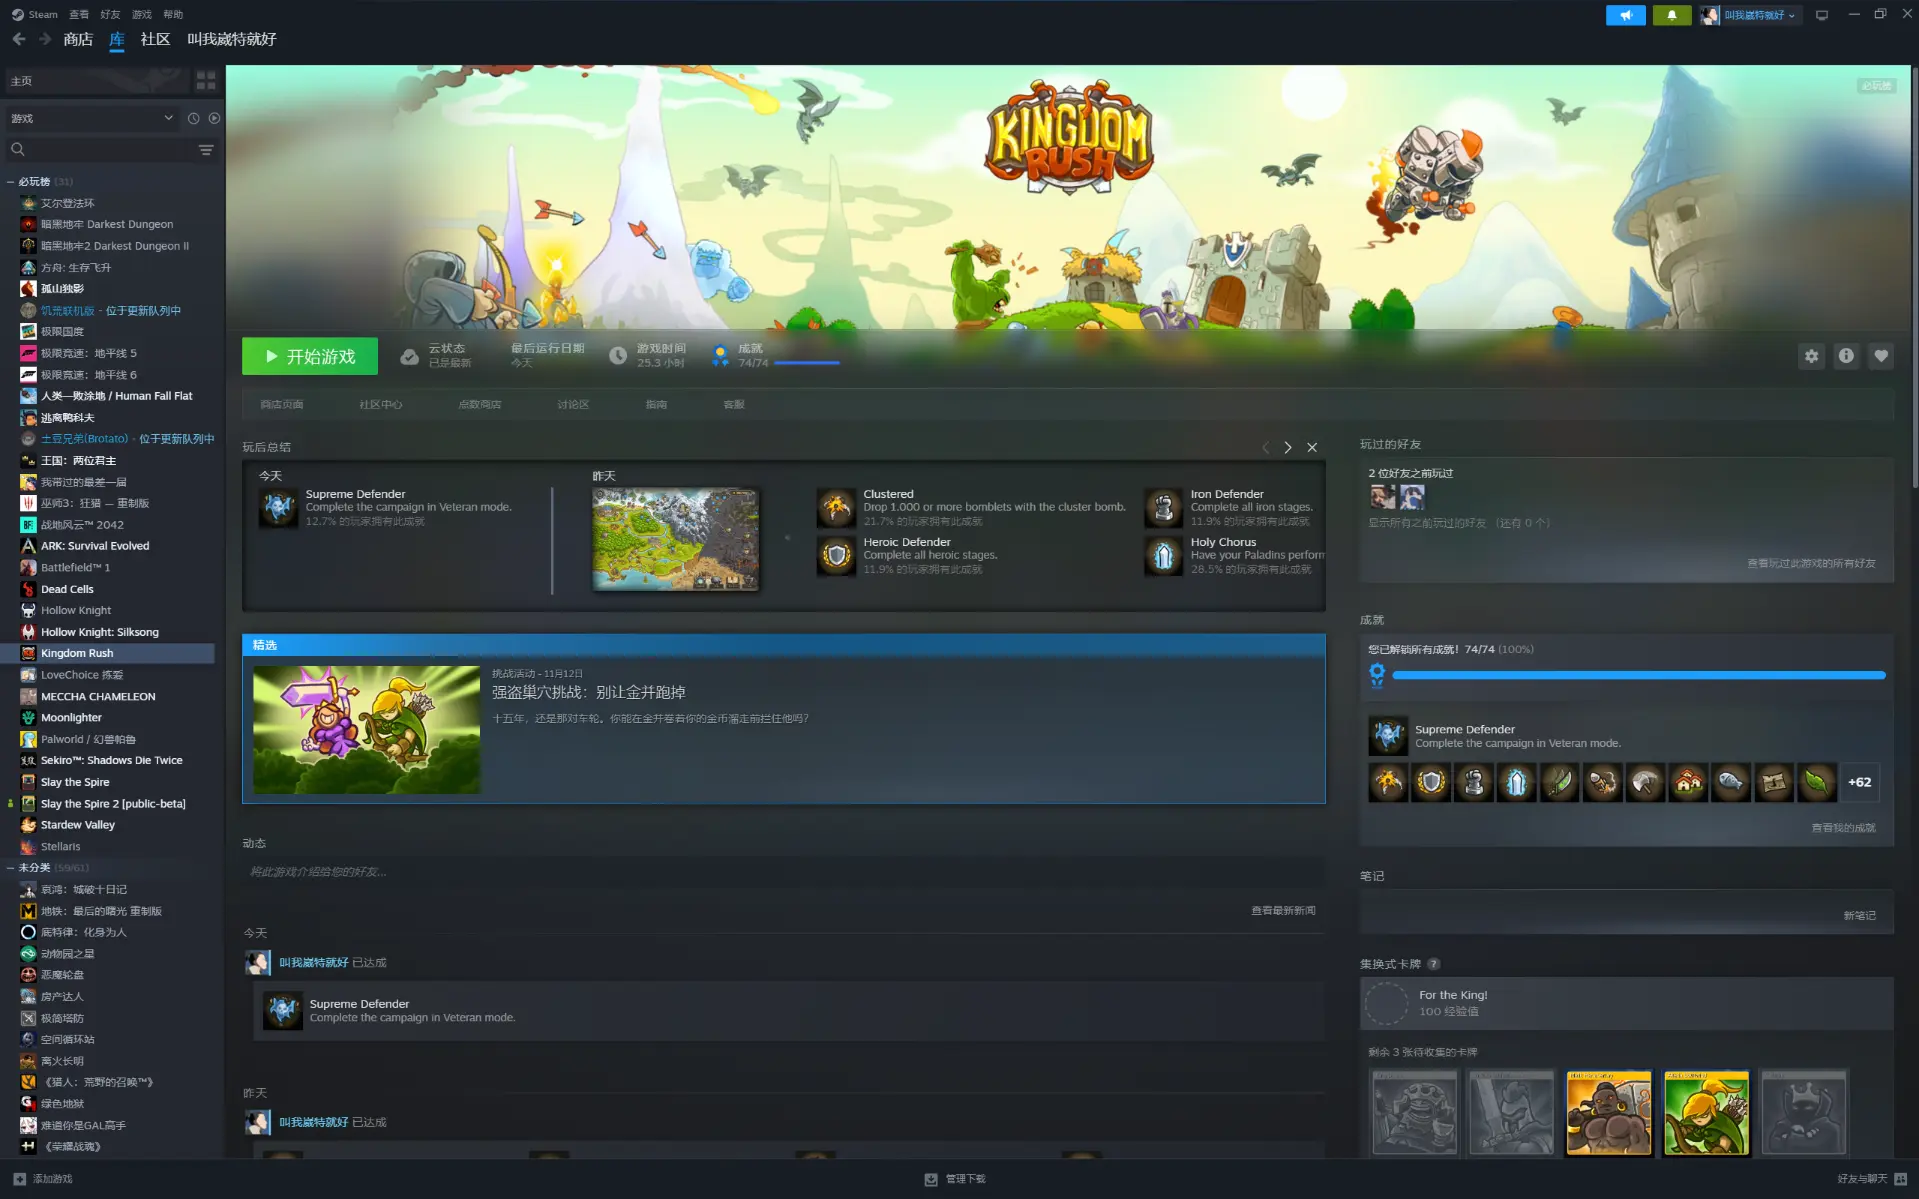 Steam 查看 好友 游戏 帮助
叫我崴特就好
商店 库 社区 叫我崴特就好
主页
游戏
必玩榜 (31)
艾尔登法环
暗黑地牢 Darkest Dungeon
暗黑地牢2 Darkest Dungeon II
方舟: 生存飞升
孤山独影
饥荒联机版 - 位于更新队列中
极限国度
极限竞速：地平线 5
极限竞速：地平线 6
人类一败涂地 / Human Fall Flat
逃离鸭科夫
土豆兄弟(Brotato) - 位于更新队列中
王国：两位君主
我带过的最差一届
巫师3：狂猎 — 重制版
战地风云™ 2042
ARK: Survival Evolved
Battlefield™ 1
Dead Cells
Hollow Knight
Hollow Knight: Silksong
Kingdom Rush
LoveChoice 拣爱
MECCHA CHAMELEON
Moonlighter
Palworld / 幻兽帕鲁
Sekiro™: Shadows Die Twice
Slay the Spire
Slay the Spire 2 [public-beta]
Stardew Valley
Stellaris
未分类 (59/61)
哀鸿：城破十日记
地铁：最后的曙光 重制版
底特律：化身为人
动物园之星
恶魔轮盘
房产达人
极简塔防
空间循环站
离火长明
《猎人：荒野的召唤™》
绿色地狱
难道你是GAL高手
《荣耀战魂》
添加游戏
必玩榜
KINGDOM
RUSH
开始游戏
云状态
已是最新
最后运行日期
今天
游戏时间
25.3 小时
成就
74/74
商店页面 社区中心 点数商店 讨论区 指南 客服
玩后总结
今天
Supreme Defender
Complete the campaign in Veteran mode.
12.7% 的玩家拥有此成就
昨天
Clustered
Drop 1.000 or more bomblets with the cluster bomb.
21.7% 的玩家拥有此成就
Heroic Defender
Complete all heroic stages.
11.9% 的玩家拥有此成就
Iron Defender
Complete all iron stages.
11.9% 的玩家拥有此成就
Holy Chorus
Have your Paladins perform
28.5% 的玩家拥有此成就
精选
挑战活动 - 11月12日
强盗巢穴挑战：别让金并跑掉
十五年，还是那对车轮。你能在金并卷着你的金币溜走前拦住他吗？
动态
将此游戏介绍给您的好友...
查看最新新闻
今天
叫我崴特就好 已达成
Supreme Defender
Complete the campaign in Veteran mode.
昨天
叫我崴特就好 已达成
玩过的好友
2 位好友之前玩过
显示所有之前玩过的好友 （还有 0 个）
查看玩过此游戏的所有好友
成就
您已解锁所有成就！74/74 (100%)
Supreme Defender
Complete the campaign in Veteran mode.
+62
查看我的成就
笔记
新笔记
集换式卡牌 ?
For the King!
100 经验值
剩余 3 张待收集的卡牌
管理下载
好友与聊天